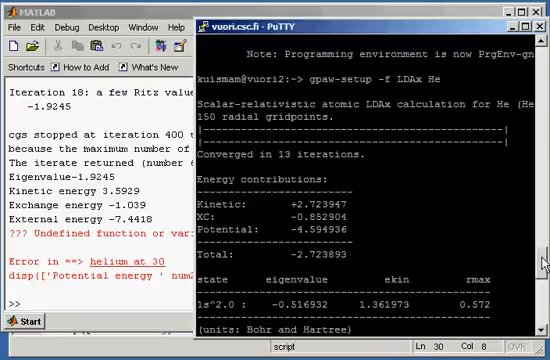 MATLAB
File Edit Debug Desktop Window
Shortcuts How to Add What's New
Iteration 18: a few Ritz value
-1.9245
cgs stopped at iteration 400 u
because the maximum number of
The iterate returned (number 6
Eigenvalue-1.9245
Kinetic energy 3.5929
Exchange energy -1.039
External energy -7.4418
??? Undefined function or vari
Error in ==> helium at 30
disp(['Potential energy ' num2
>>
Start
vuori.csc.fi - PuTTY
Note: Programming environment is now PrgEnv-gn
kuismam@vuori2:~> gpaw-setup -f LDAx He
Scalar-relativistic atomic LDAx calculation for He (He
150 radial gridpoints.
|--------------------------------------------------|
|--------------------------------------------------|
Converged in 13 iterations.
Energy contributions:
-------------------------
Kinetic: +2.723947
XC: -0.852904
Potential: -4.594936
-------------------------
Total: -2.723893
state eigenvalue ekin rmax
--------------------------------------------------
1s^2.0 : -0.516932 1.361973 0.572
--------------------------------------------------
(units: Bohr and Hartree)
script Ln 30 Col 8 OVR